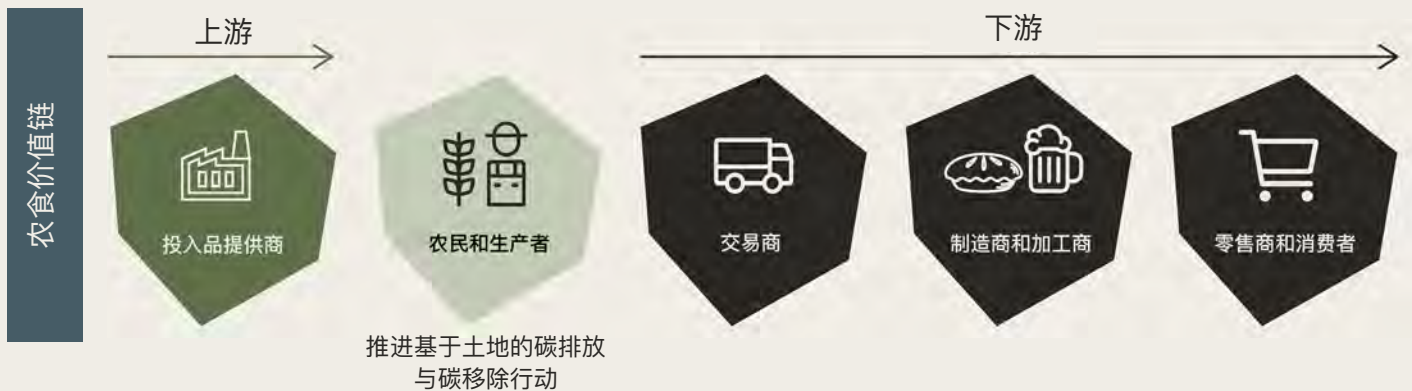 农食价值链
上游
下游
投入品提供商
农民和生产者
交易商
制造商和加工商
零售商和消费者
推进基于土地的碳排放
与碳移除行动